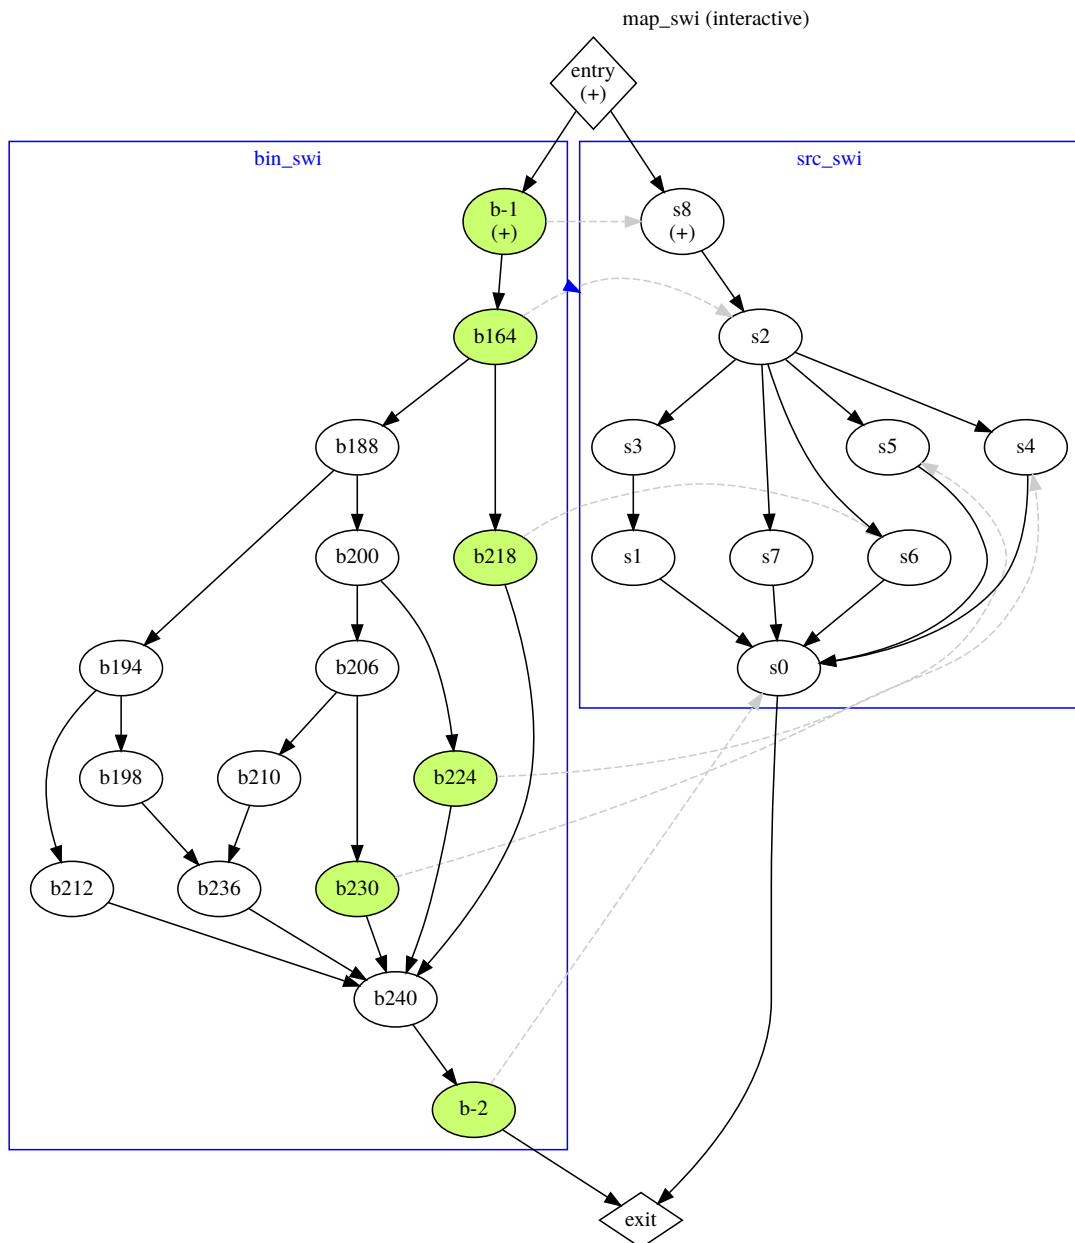 map_swi (interactive)
entry
(+)
bin_swi
src_swi
b-1
(+)
s8
(+)
b164
s2
b188
s3
s5
s4
b200
b218
s1
s7
s6
b194
b206
s0
b198
b210
b224
b212
b236
b230
b240
b-2
exit